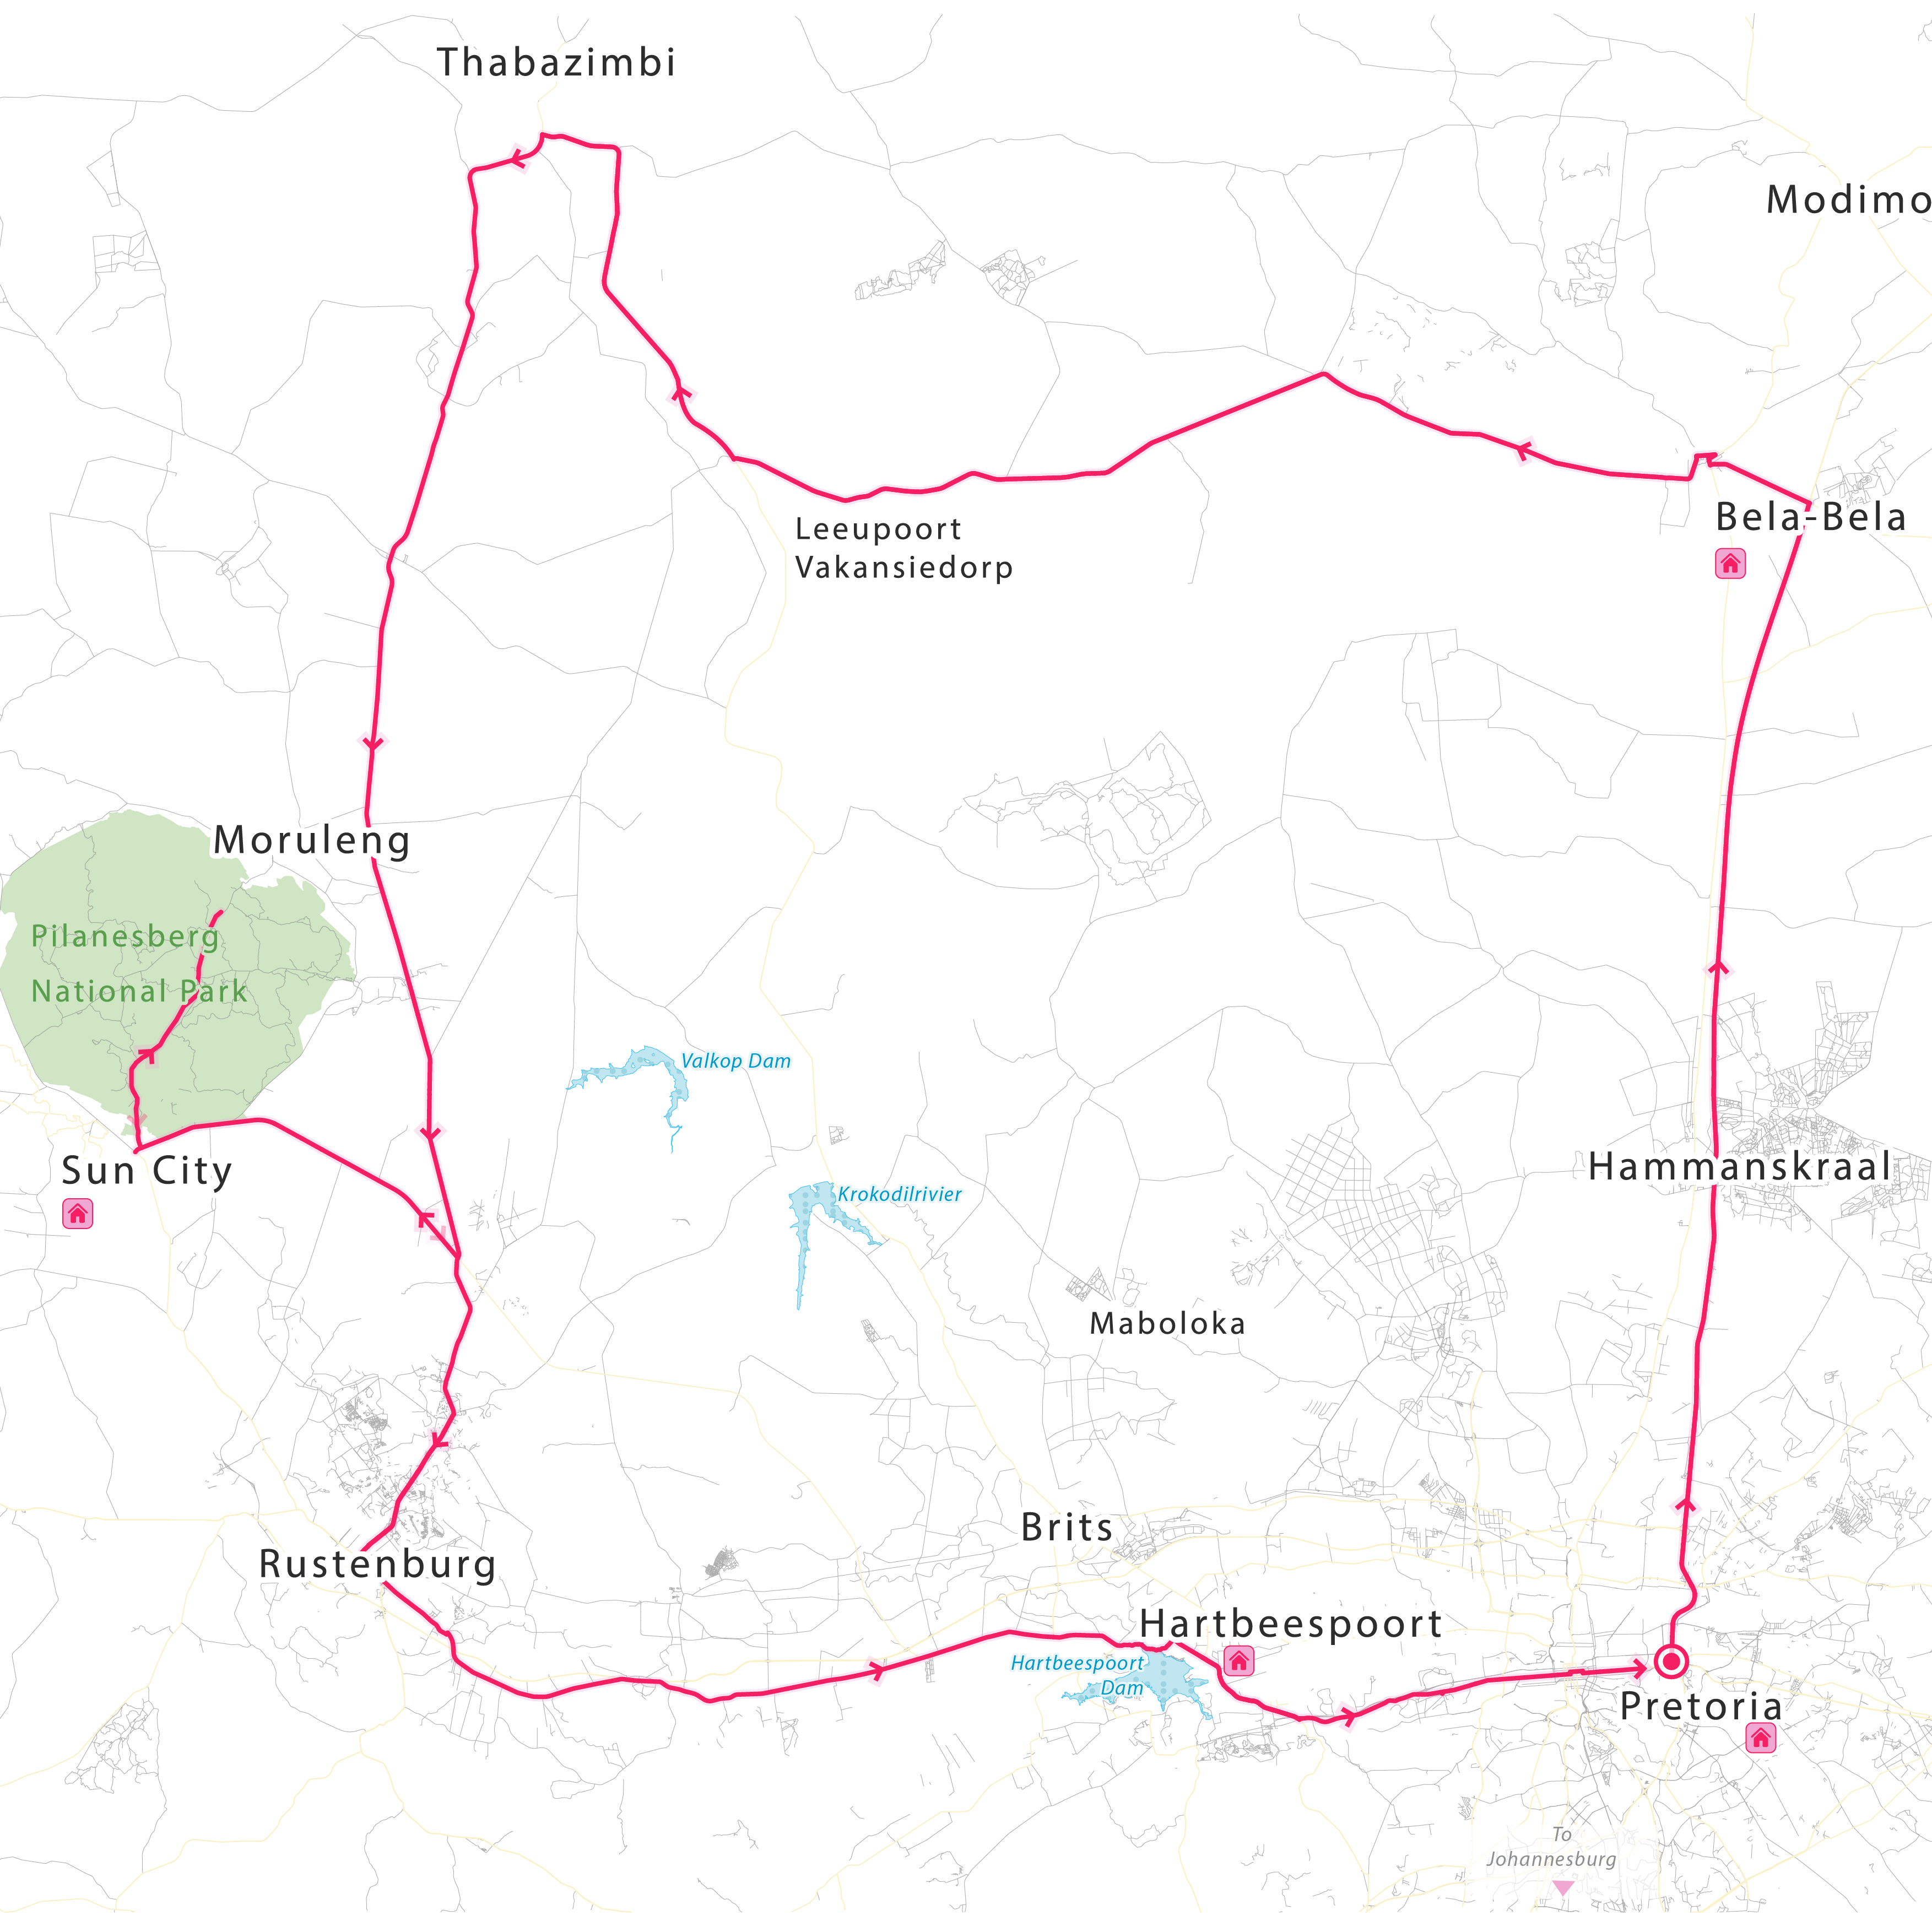 Thabazimbi
Modimo
Bela-Bela
Leeupoort
Vakansiedorp
Moruleng
Pilanesberg
National Park
Valkop Dam
Sun City
Hammanskraal
Krokodilrivier
Maboloka
Brits
Rustenburg
Hartbeespoort
Hartbeespoort
Dam
Pretoria
To
Johannesburg